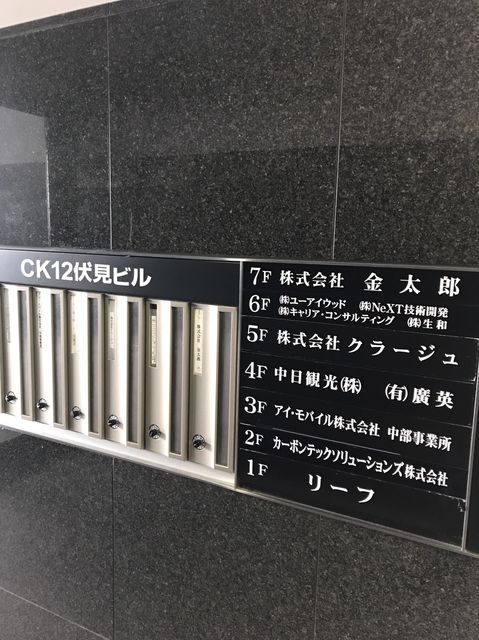 CK12伏見ビル
7F 株式会社 金太郎
6F ㈱ユーアイウッド ㈱NeXT技術開発
㈱キャリア・コンサルティング ㈱生和
5F 株式会社 クラージュ
4F 中日観光㈱ ㈲廣英
3F アイ・モバイル株式会社 中部事業所
2F カーボンテックソリューションズ株式会社
1F リーフ